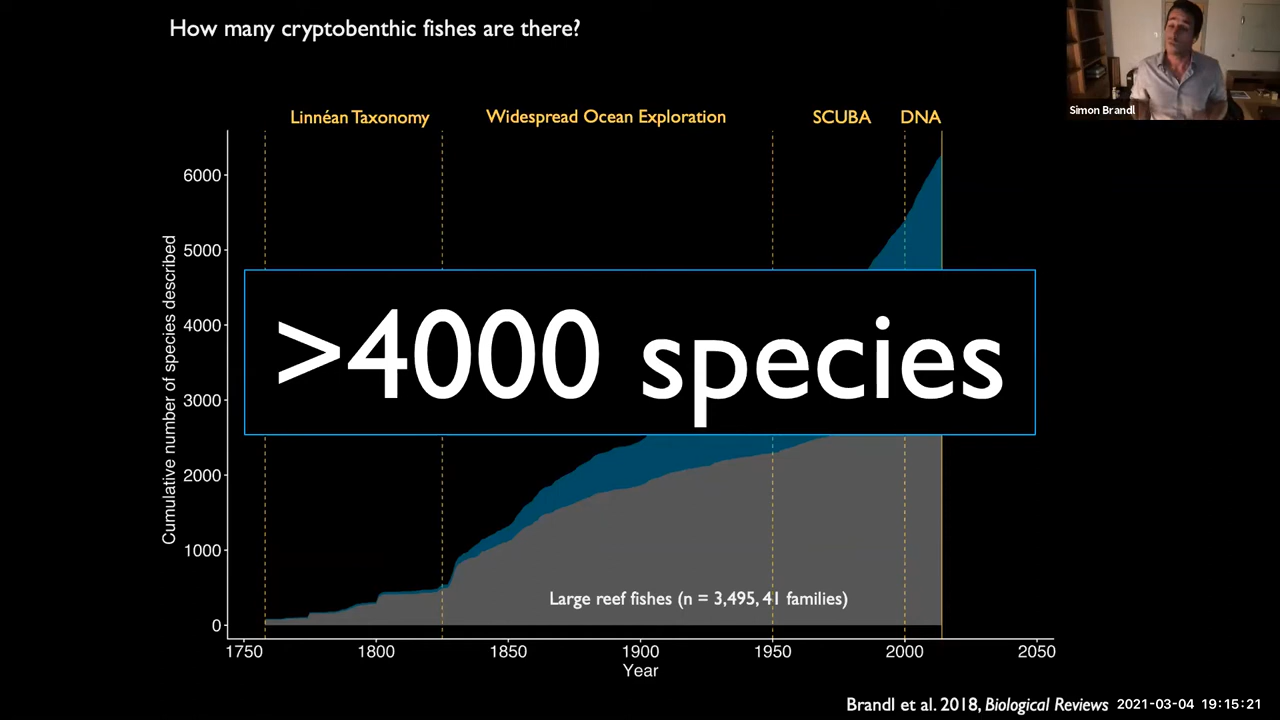 How many cryptobenthic fishes are there?
Simon Brandl
Linnéan Taxonomy
Widespread Ocean Exploration
SCUBA
DNA
Cumulative number of species described
6000
5000
4000
3000
2000
1000
0
>4000 species
Large reef fishes (n = 3,495, 41 families)
1750
1800
1850
1900
1950
2000
2050
Year
Brandl et al. 2018, Biological Reviews
2021-03-04 19:15:21